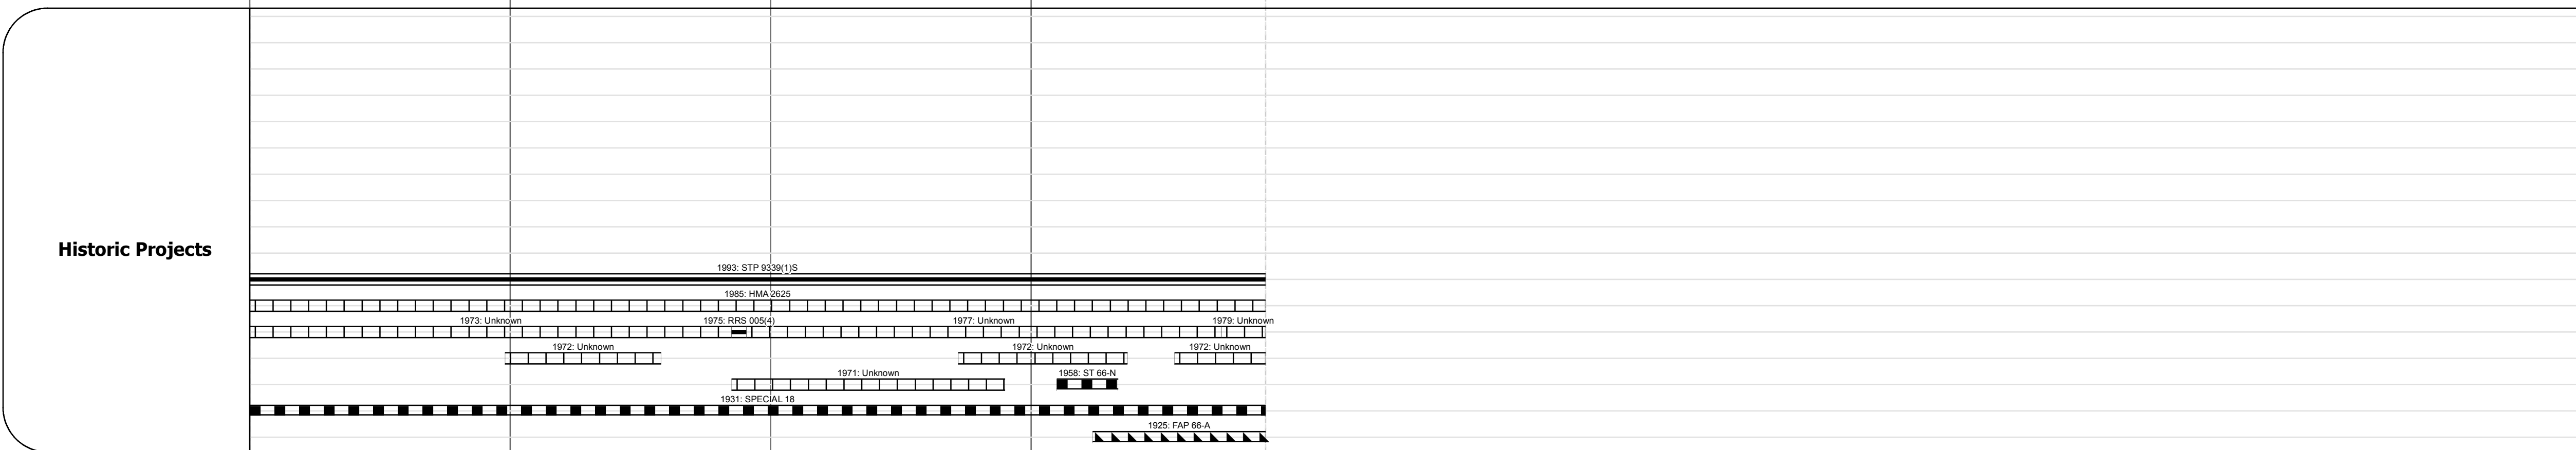 Historic Projects
1993: STP 9339(1)S
1985: HMA 2625
1973: Unknown
1975: RRS 005(4)
1977: Unknown
1979: Unknown
1972: Unknown
1972: Unknown
1972: Unknown
1971: Unknown
1958: ST 66-N
1931: SPECIAL 18
1925: FAP 66-A